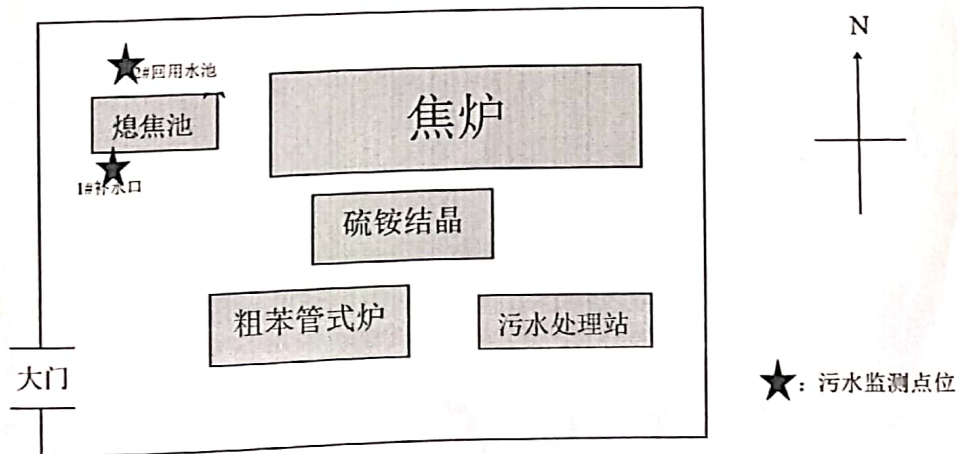 N
2#回用水池
熄焦池
焦炉
1#补水口
硫铵结晶
粗苯管式炉
污水处理站
大门
★：污水监测点位